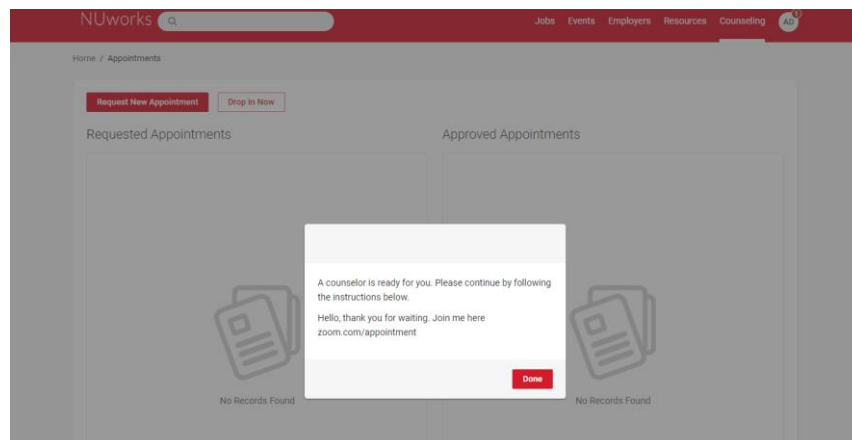 NUworks
Jobs Events Employers Resources Counseling AD 1
Home / Appointments
Request New Appointment Drop In Now
Requested Appointments Approved Appointments
A counselor is ready for you. Please continue by following
the instructions below.
Hello, thank you for waiting. Join me here
zoom.com/appointment
Done
No Records Found No Records Found